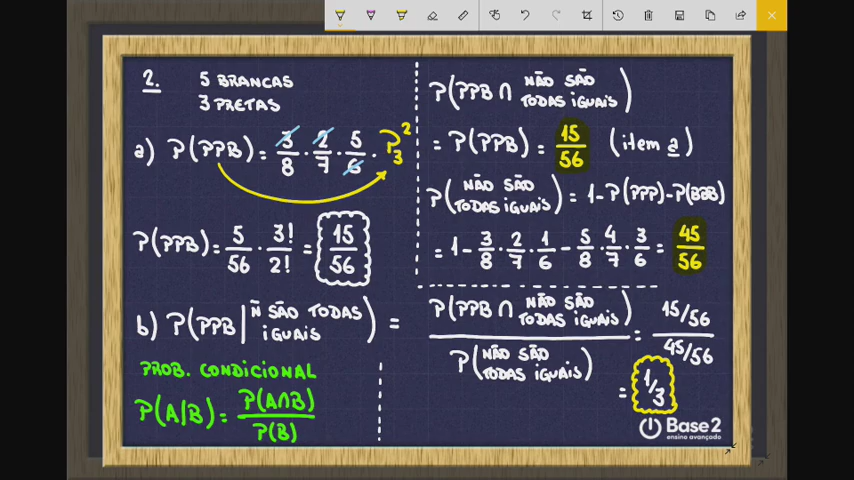 2. 5 BRANCAS
3 PRETAS
a) P(PPB) = 3/8 · 2/7 · 5/6 · P₃²
P(PPB) = 5/56 · 3!/2! = 15/56
b) P(PPB | Ñ SÃO TODAS IGUAIS) =
PROB. CONDICIONAL
P(A|B) = P(A∩B)/P(B)
P(PPB ∩ NÃO SÃO TODAS IGUAIS)
= P(PPB) = 15/56 (item a)
P(NÃO SÃO TODAS IGUAIS) = 1 - P(PPP) - P(BBB)
= 1 - 3/8 · 2/7 · 1/6 - 5/8 · 4/7 · 3/6 = 45/56
P(PPB ∩ NÃO SÃO TODAS IGUAIS) / P(NÃO SÃO TODAS IGUAIS) = 15/56 / 45/56
= 1/3
Base2
ensino avançado